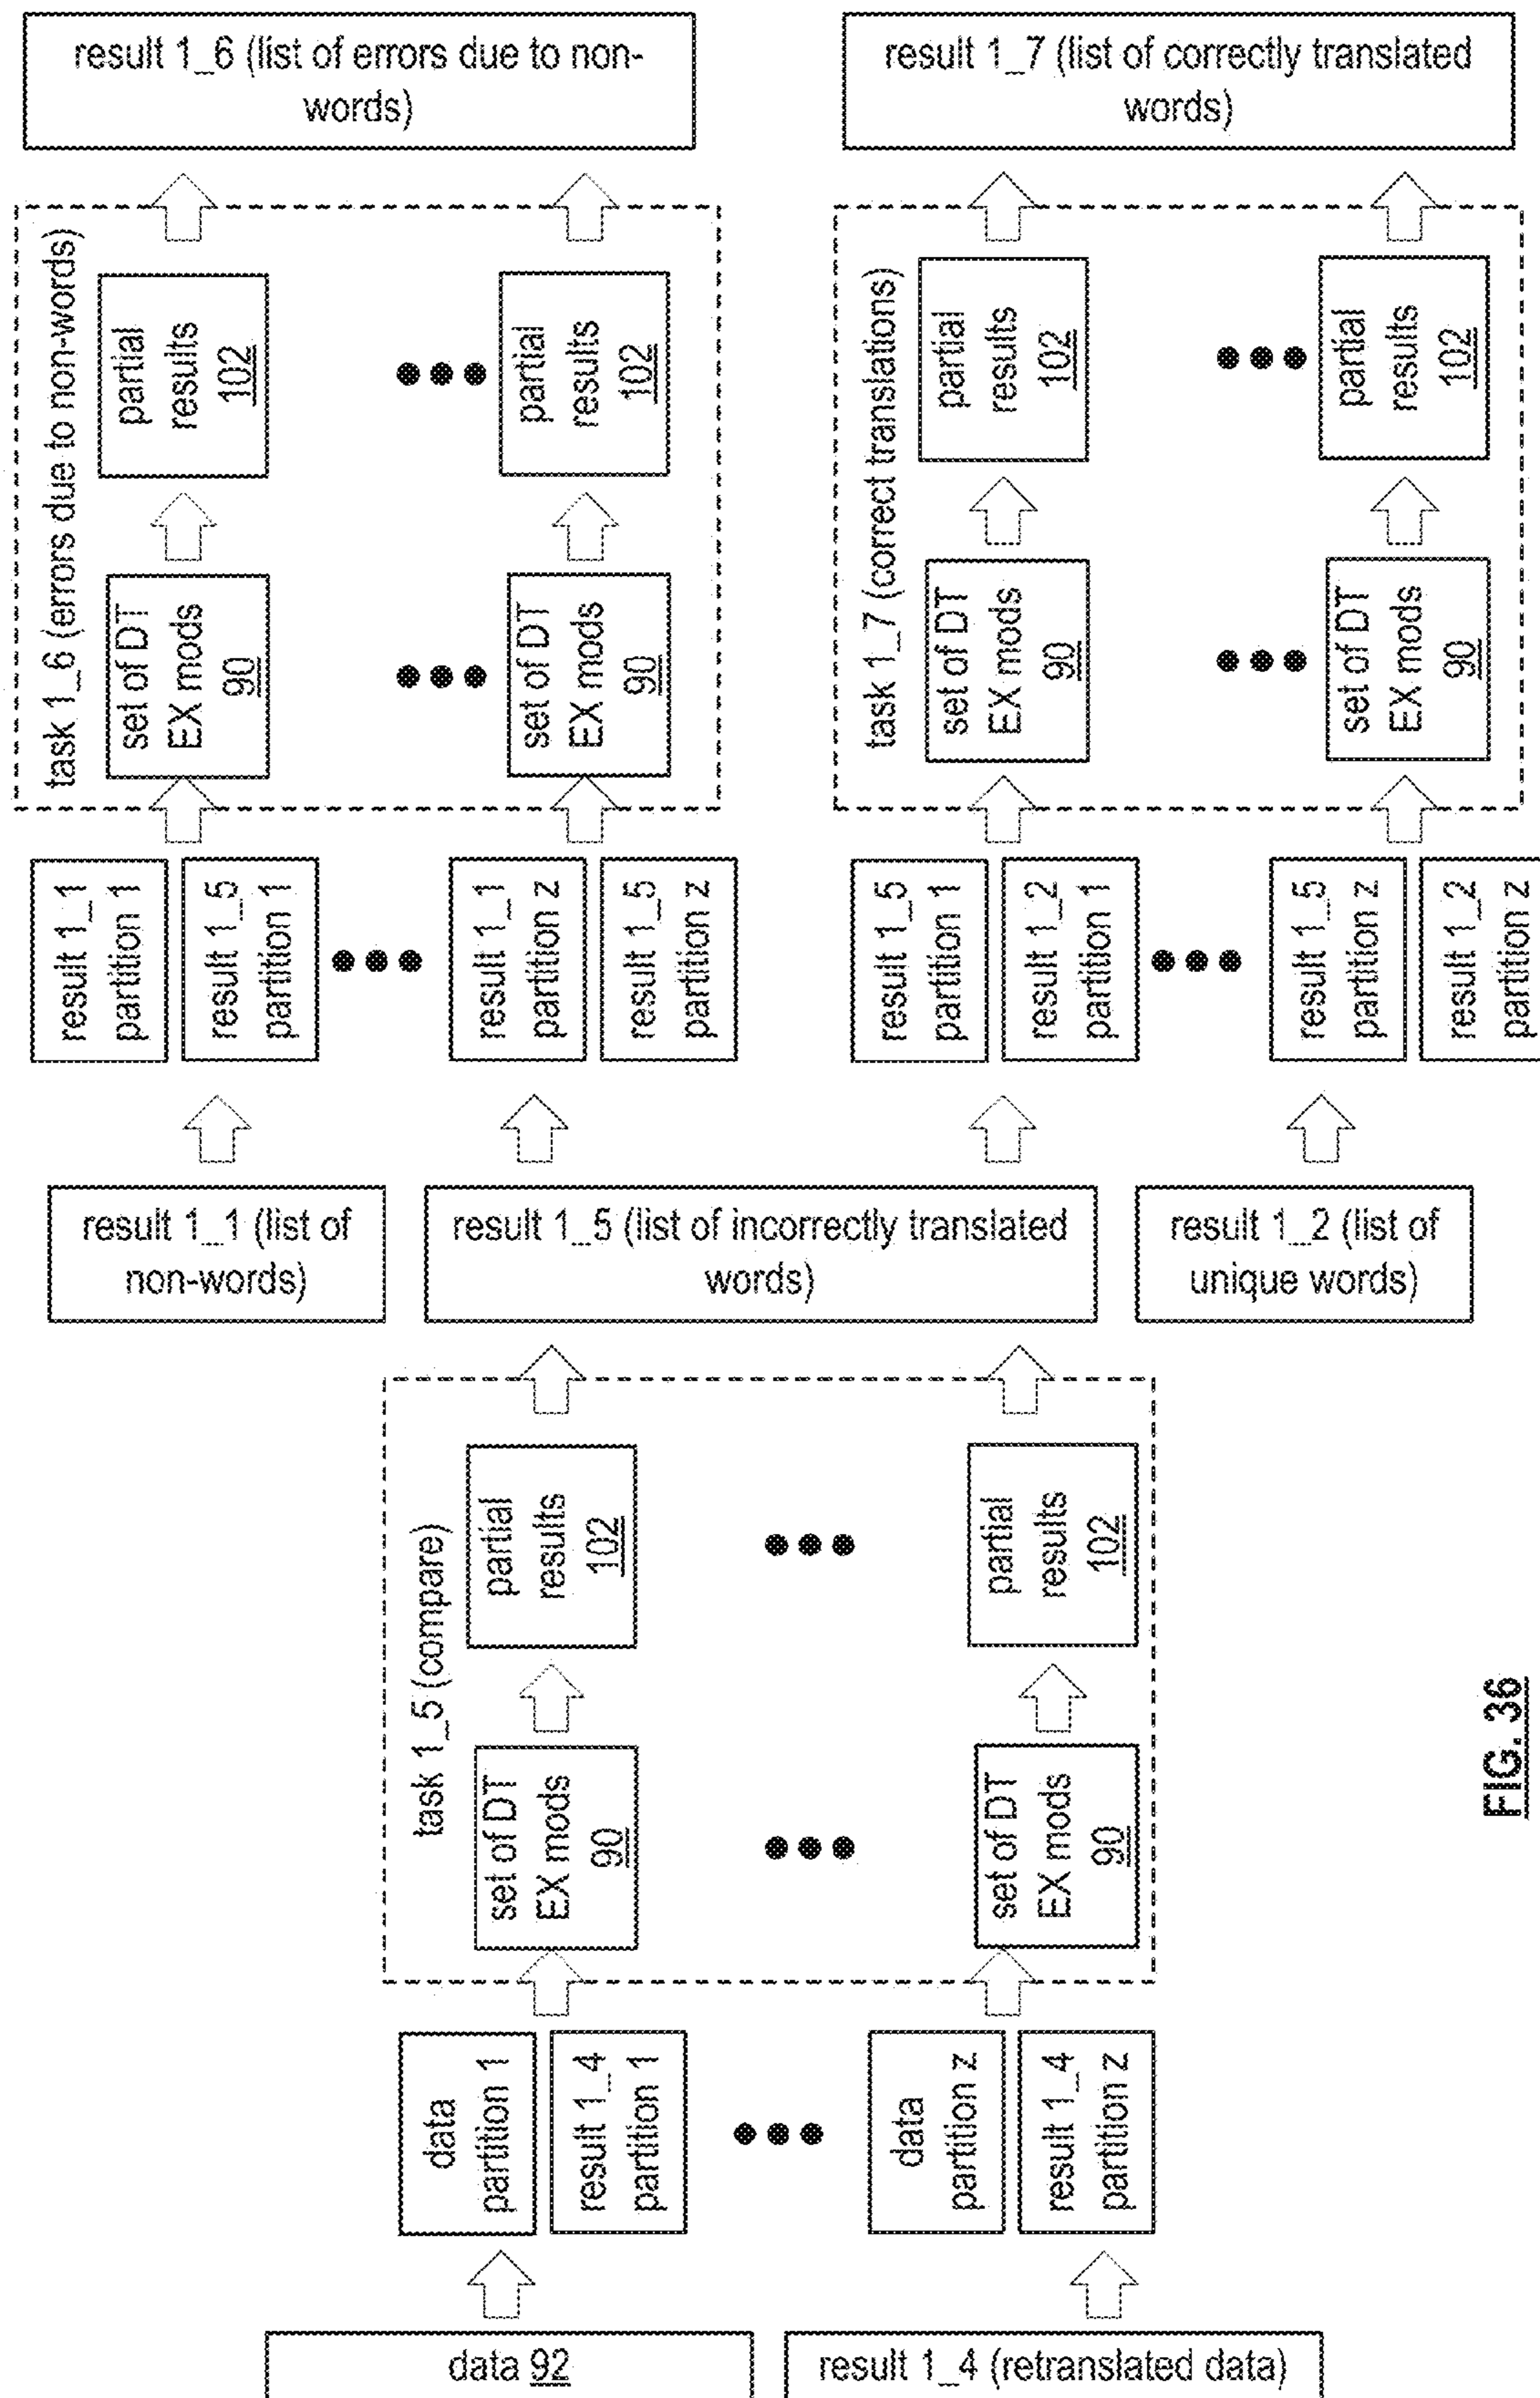 data 92
result 1_4 (retranslated data)
data
partition 1
result 1_4
partition 1
data
partition z
result 1_4
partition z
task 1_5 (compare)
set of DT
EX mods
90
partial
results
102
set of DT
EX mods
90
partial
results
102
result 1_1 (list of
non-words)
result 1_5 (list of incorrectly translated
words)
result 1_2 (list of
unique words)
result 1_1
partition 1
result 1_5
partition 1
result 1_1
partition z
result 1_5
partition z
task 1_6 (errors due to non-words)
set of DT
EX mods
90
partial
results
102
set of DT
EX mods
90
partial
results
102
result 1_6 (list of errors due to non-
words)
result 1_5
partition 1
result 1_2
partition 1
result 1_5
partition z
result 1_2
partition z
task 1_7 (correct translations)
set of DT
EX mods
90
partial
results
102
set of DT
EX mods
90
partial
results
102
result 1_7 (list of correctly translated
words)
FIG. 36